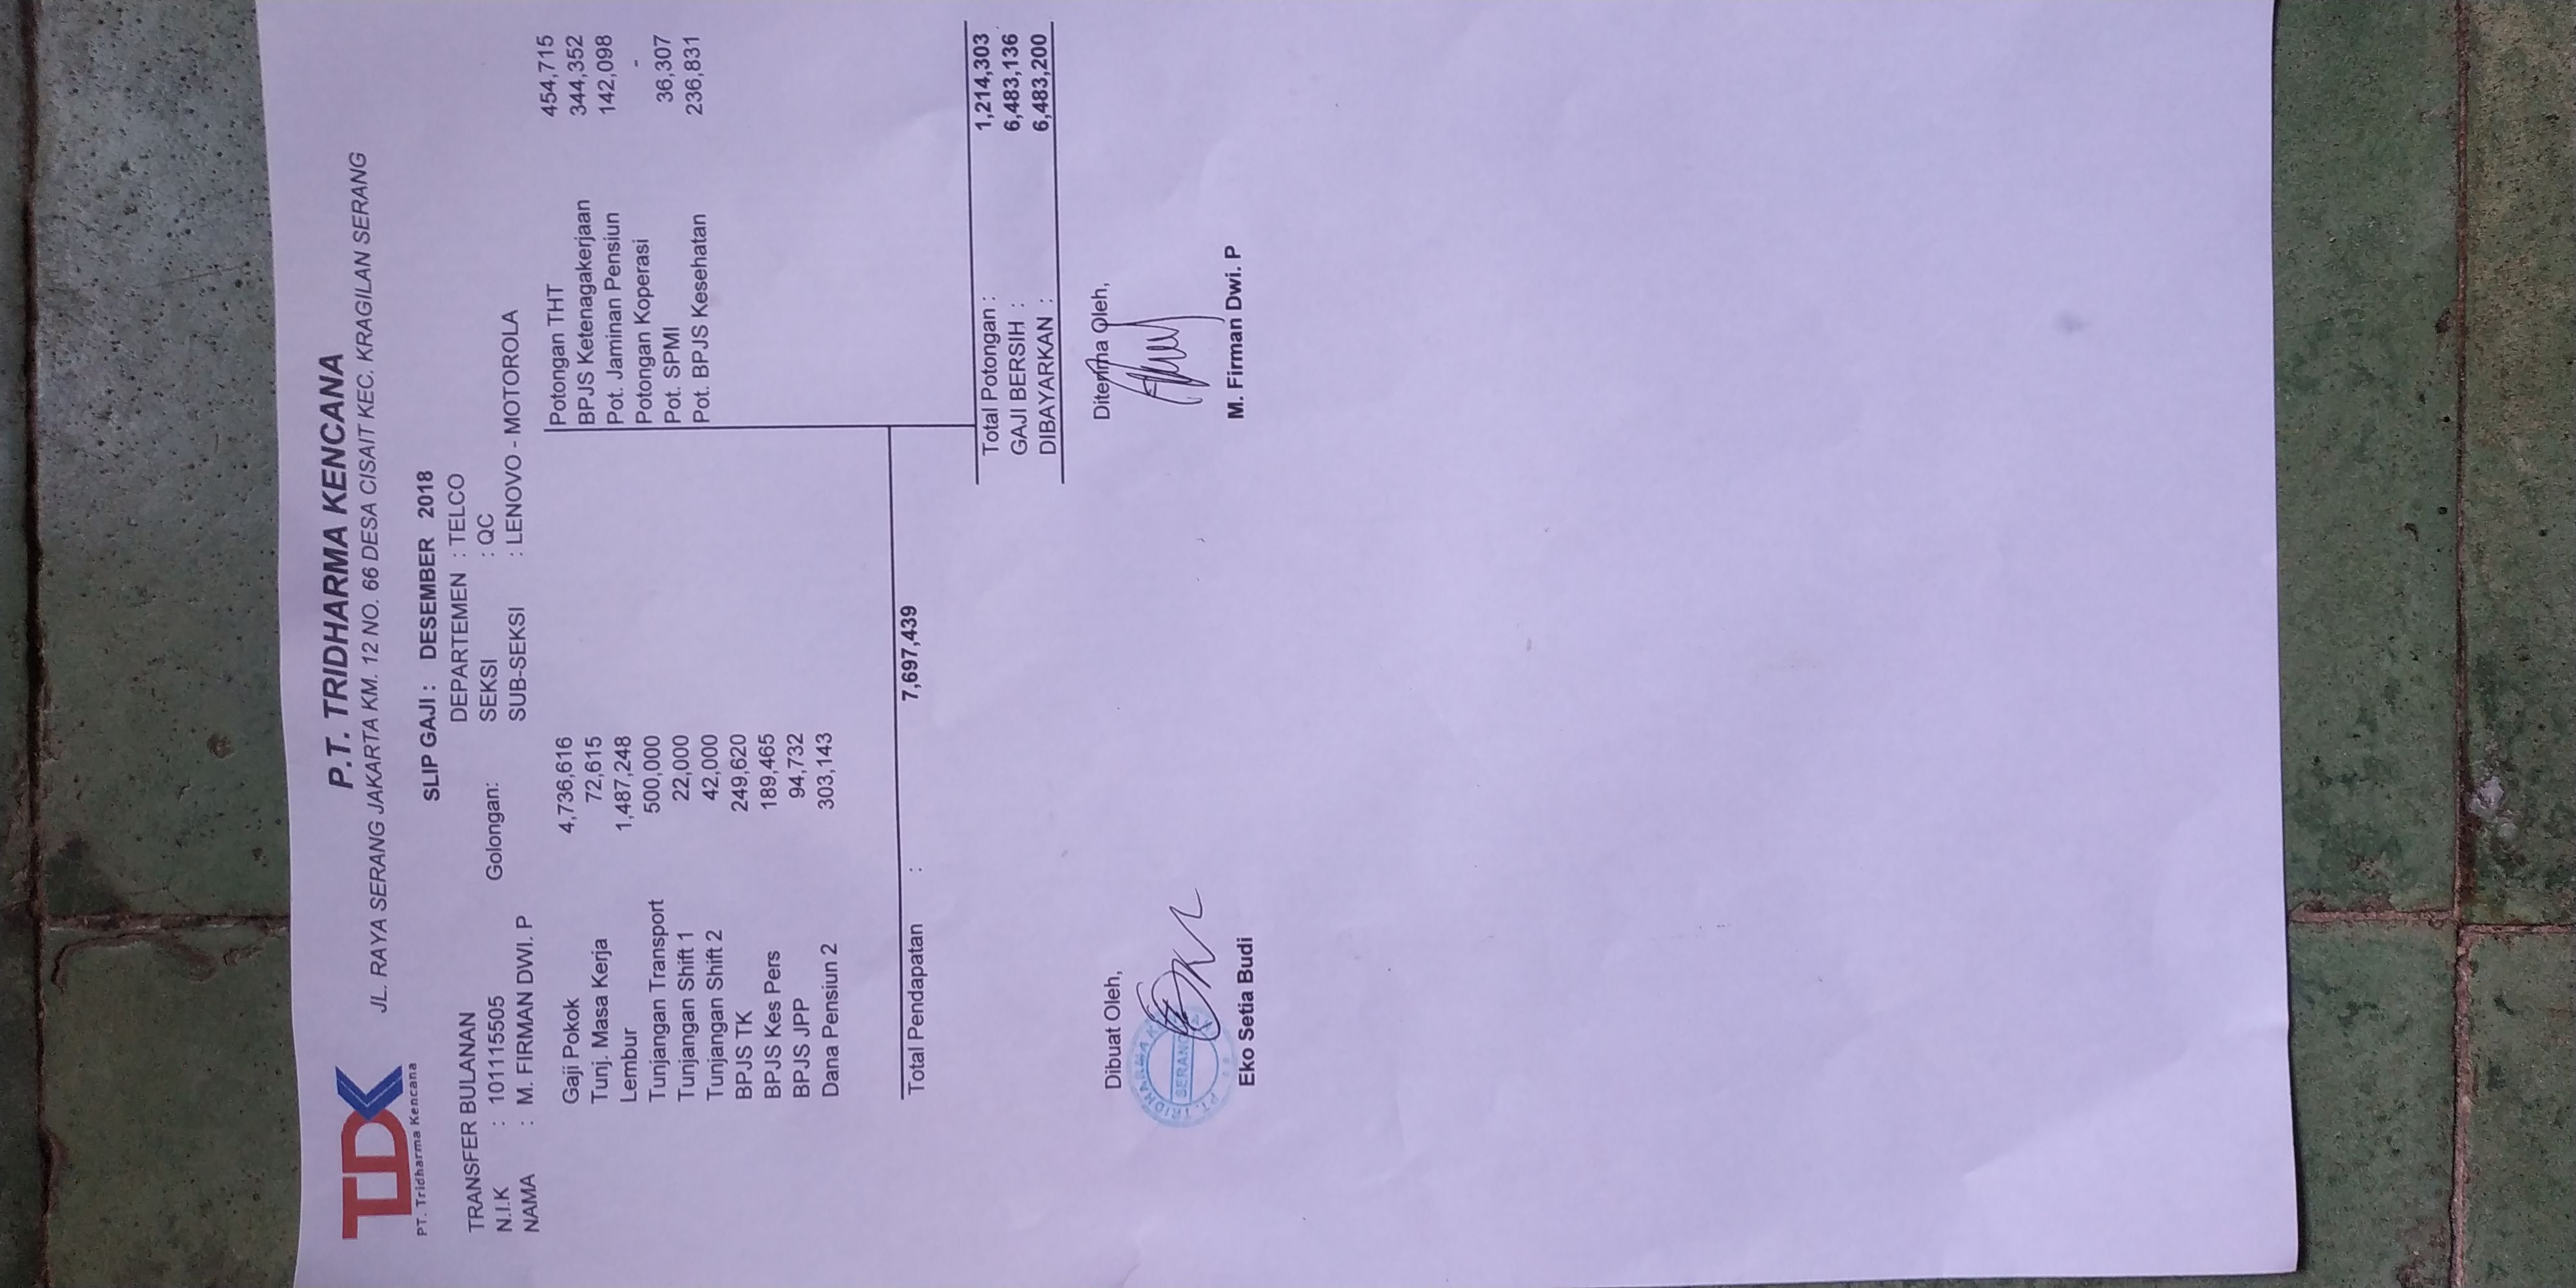 TDK
PT. Tridharma Kencana
P.T. TRIDHARMA KENCANA
JL. RAYA SERANG JAKARTA KM. 12 NO. 66 DESA CISAIT KEC. KRAGILAN SERANG
SLIP GAJI : DESEMBER 2018
TRANSFER BULANAN
N.I.K : 101115505 Golongan:
NAMA : M. FIRMAN DWI. P
DEPARTEMEN : TELCO
SEKSI : QC
SUB-SEKSI : LENOVO - MOTOROLA
Gaji Pokok 4,736,616
Tunj. Masa Kerja 72,615
Lembur 1,487,248
Tunjangan Transport 500,000
Tunjangan Shift 1 22,000
Tunjangan Shift 2 42,000
BPJS TK 249,620
BPJS Kes Pers 189,465
BPJS JPP 94,732
Dana Pensiun 2 303,143
Total Pendapatan : 7,697,439
Potongan THT 454,715
BPJS Ketenagakerjaan 344,352
Pot. Jaminan Pensiun 142,098
Potongan Koperasi -
Pot. SPMI 36,307
Pot. BPJS Kesehatan 236,831
Total Potongan : 1,214,303
GAJI BERSIH : 6,483,136
DIBAYARKAN : 6,483,200
Dibuat Oleh,
PT. TRIDHARMA
SERANG
Eko Setia Budi
Diterima Oleh,
M. Firman Dwi. P